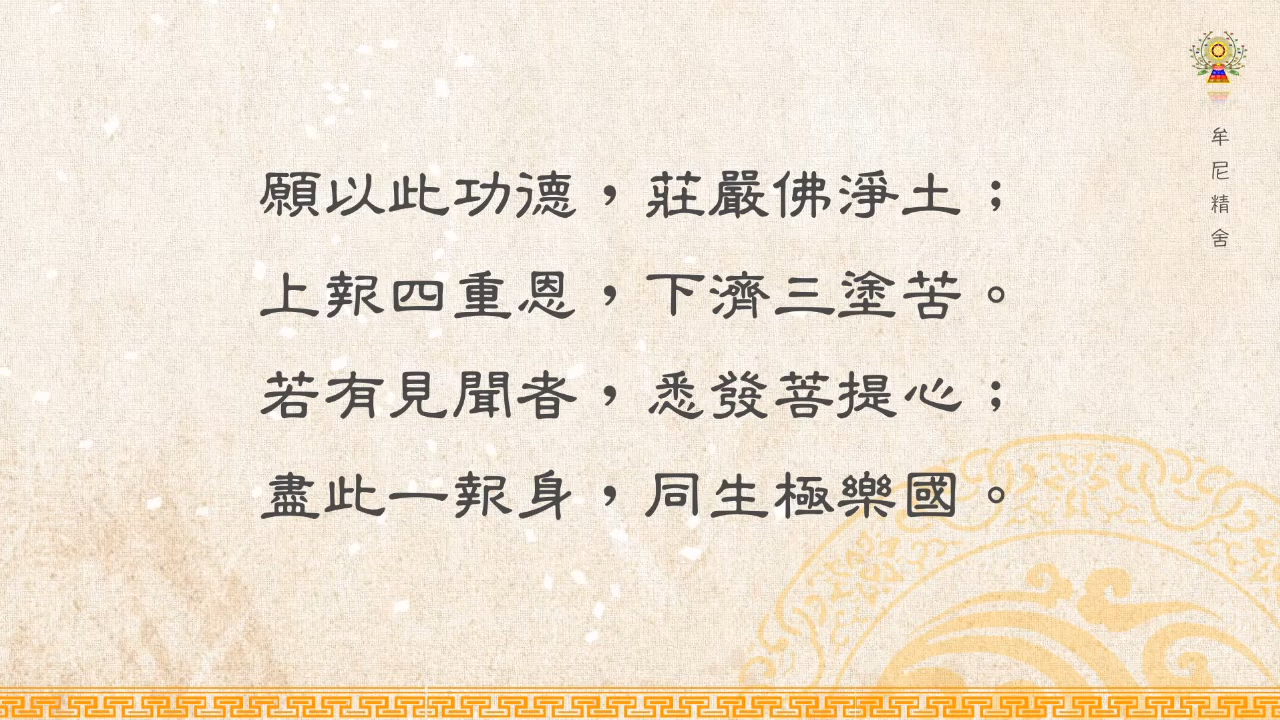 願以此功德，莊嚴佛淨土；
上報四重恩，下濟三塗苦。
若有見聞者，悉發菩提心；
盡此一報身，同生極樂國。
牟尼精舍